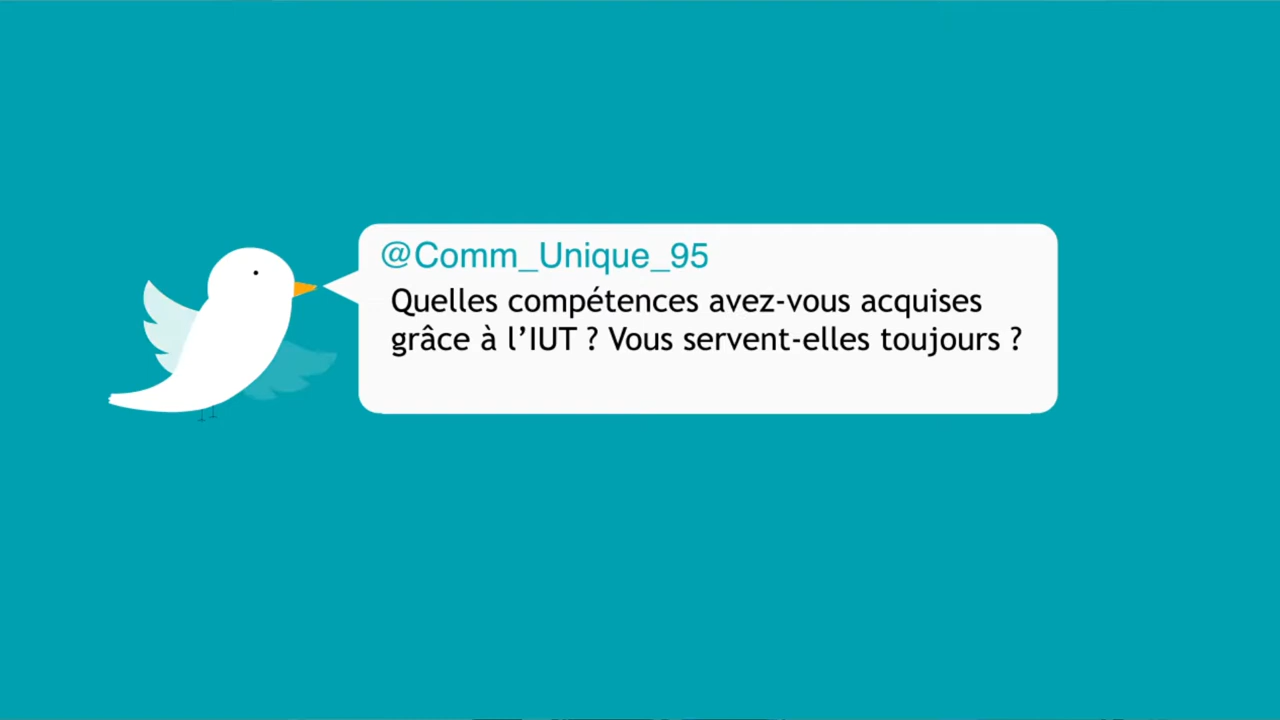 @Comm_Unique_95
Quelles compétences avez-vous acquises
grâce à l’IUT ? Vous servent-elles toujours ?